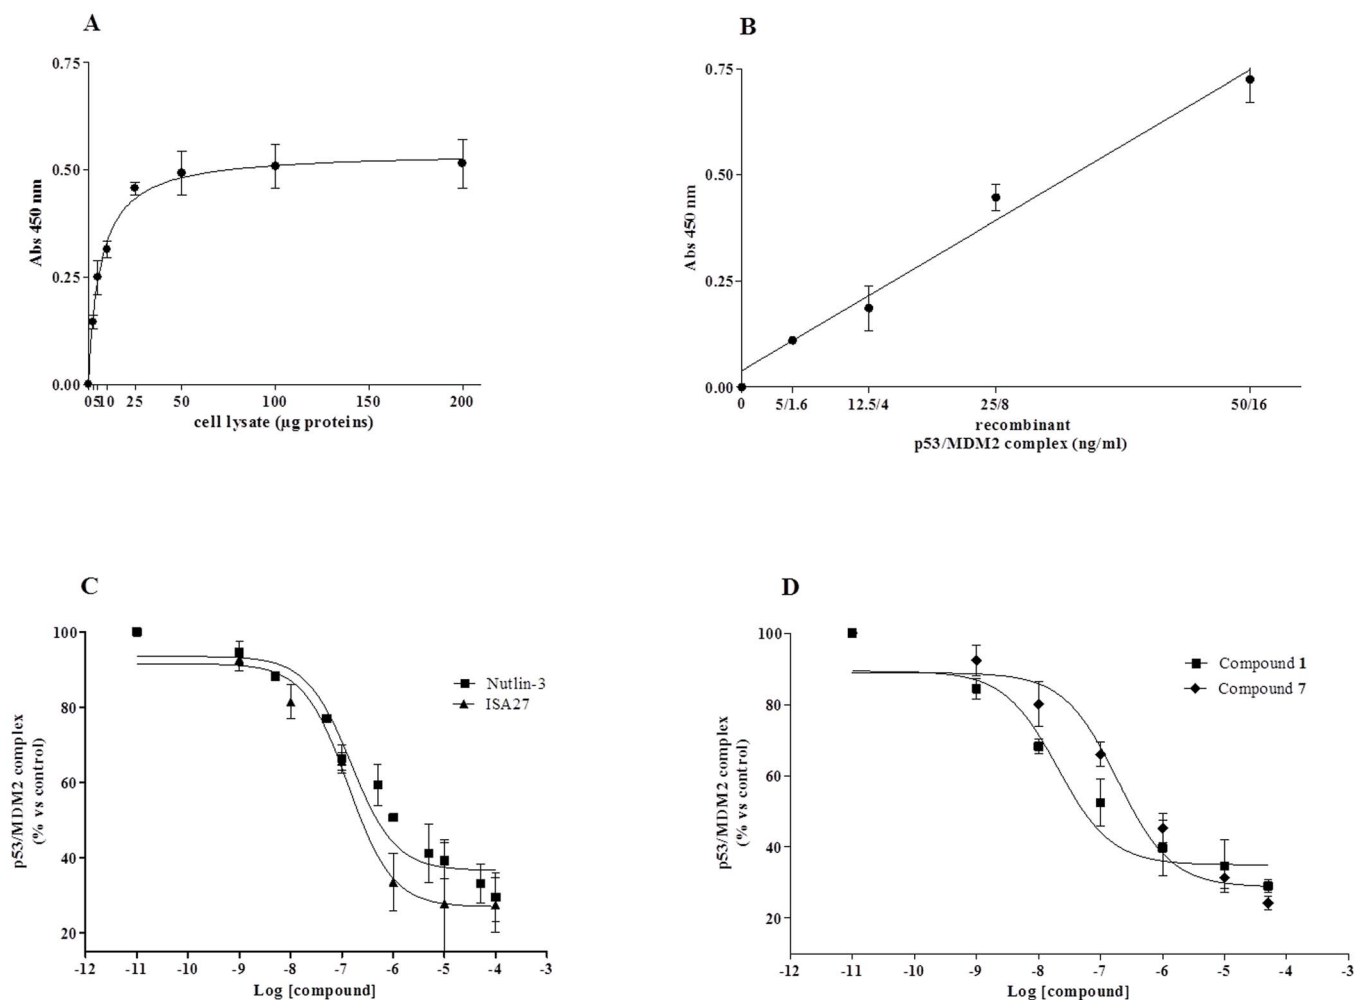 A
0.75
0.50
0.25
0.00
Abs 450 nm
0 5 10 25 50 100 150 200
cell lysate (µg proteins)
B
0.75
0.50
0.25
0.00
Abs 450 nm
0 5/1.6 12.5/4 25/8 50/16
recombinant
p53/MDM2 complex (ng/ml)
C
100
80
60
40
20
p53/MDM2 complex
(% vs control)
Nutlin-3
ISA27
-12 -11 -10 -9 -8 -7 -6 -5 -4 -3
Log [compound]
D
100
80
60
40
20
p53/MDM2 complex
(% vs control)
Compound 1
Compound 7
-12 -11 -10 -9 -8 -7 -6 -5 -4 -3
Log [compound]